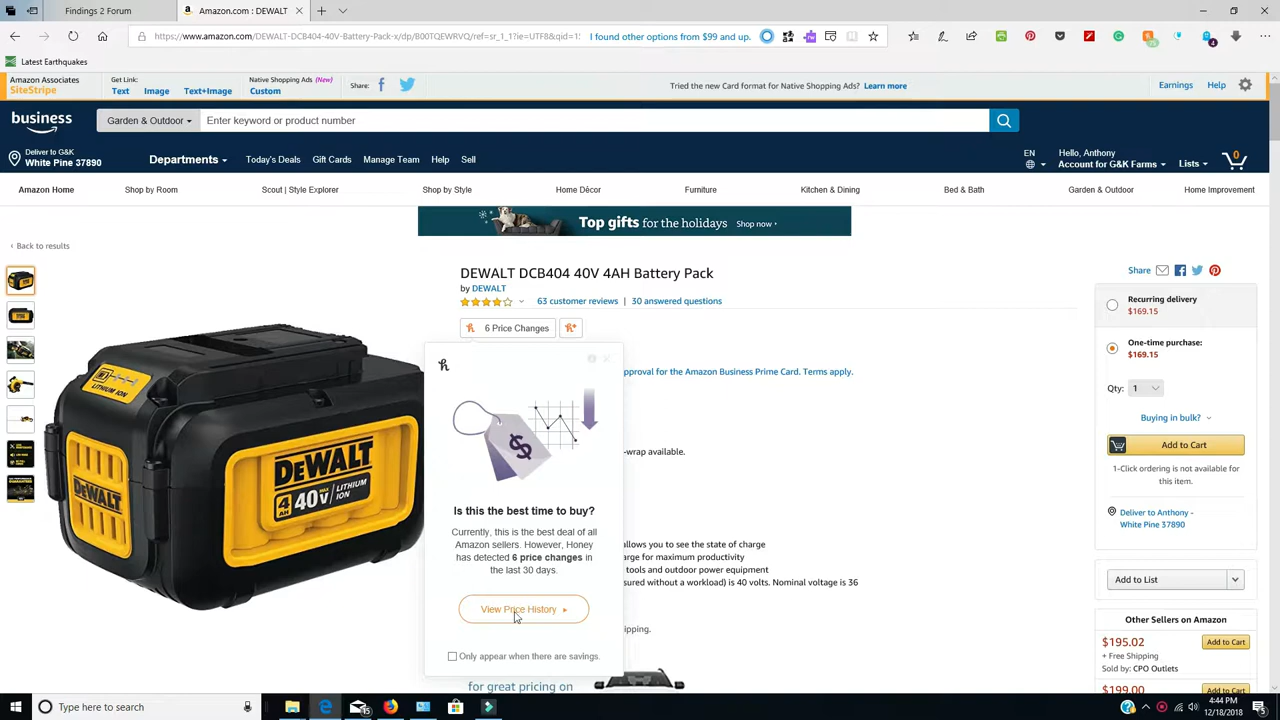 Findings 2 Forum
Amazon.com: DEWALT
https://www.amazon.com/DEWALT-DCB404-40V-Battery-Pack-x/dp/B00TQEWRVQ/ref=sr_1_1?ie=UTF8&qid=1
I found other options from $99 and up.
Latest Earthquakes
Amazon Associates
SiteStripe
Get Link:
Text Image Text+Image
Native Shopping Ads (New)
Custom
Share:
Tried the new Card format for Native Shopping Ads? Learn more
Earnings Help
business
Garden & Outdoor
Enter keyword or product number
Deliver to G&K
White Pine 37890
Departments
Today's Deals Gift Cards Manage Team Help Sell
EN
Hello, Anthony
Account for G&K Farms
Lists
0
Amazon Home Shop by Room Scout | Style Explorer Shop by Style Home Décor Furniture Kitchen & Dining Bed & Bath Garden & Outdoor Home Improvement
Top gifts for the holidays Shop now
‹ Back to results
DEWALT DCB404 40V 4AH Battery Pack
by DEWALT
63 customer reviews | 30 answered questions
6 Price Changes
Share
Recurring delivery
$169.15
One-time purchase:
$169.15
Qty: 1
Buying in bulk?
Add to Cart
1-Click ordering is not available for
this item.
Deliver to Anthony -
White Pine 37890
Add to List
Other Sellers on Amazon
$195.02
Add to Cart
+ Free Shipping
Sold by: CPO Outlets
$199.00
Add to Cart
approval for the Amazon Business Prime Card. Terms apply.
-wrap available.
allows you to see the state of charge
arge for maximum productivity
tools and outdoor power equipment
sured without a workload) is 40 volts. Nominal voltage is 36
ipping.
for great pricing on
Is this the best time to buy?
Currently, this is the best deal of all
Amazon sellers. However, Honey
has detected 6 price changes in
the last 30 days.
View Price History
Only appear when there are savings.
LITHIUM ION
DEWALT
4 AH 40V MAX LITHIUM ION
DEWALT
Type here to search
15
4:44 PM
12/18/2018